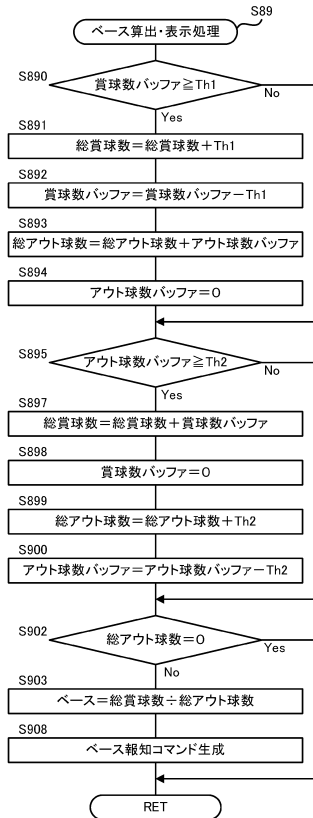 S89
ベース算出・表示処理
S890
賞球数バッファ≧Th1
No
Yes
S891
総賞球数=総賞球数+Th1
S892
賞球数バッファ=賞球数バッファ−Th1
S893
総アウト球数=総アウト球数+アウト球数バッファ
S894
アウト球数バッファ=0
S895
アウト球数バッファ≧Th2
No
Yes
S897
総賞球数=総賞球数+賞球数バッファ
S898
賞球数バッファ=0
S899
総アウト球数=総アウト球数+Th2
S900
アウト球数バッファ=アウト球数バッファ−Th2
S902
総アウト球数=0
Yes
No
S903
ベース=総賞球数÷総アウト球数
S908
ベース報知コマンド生成
RET